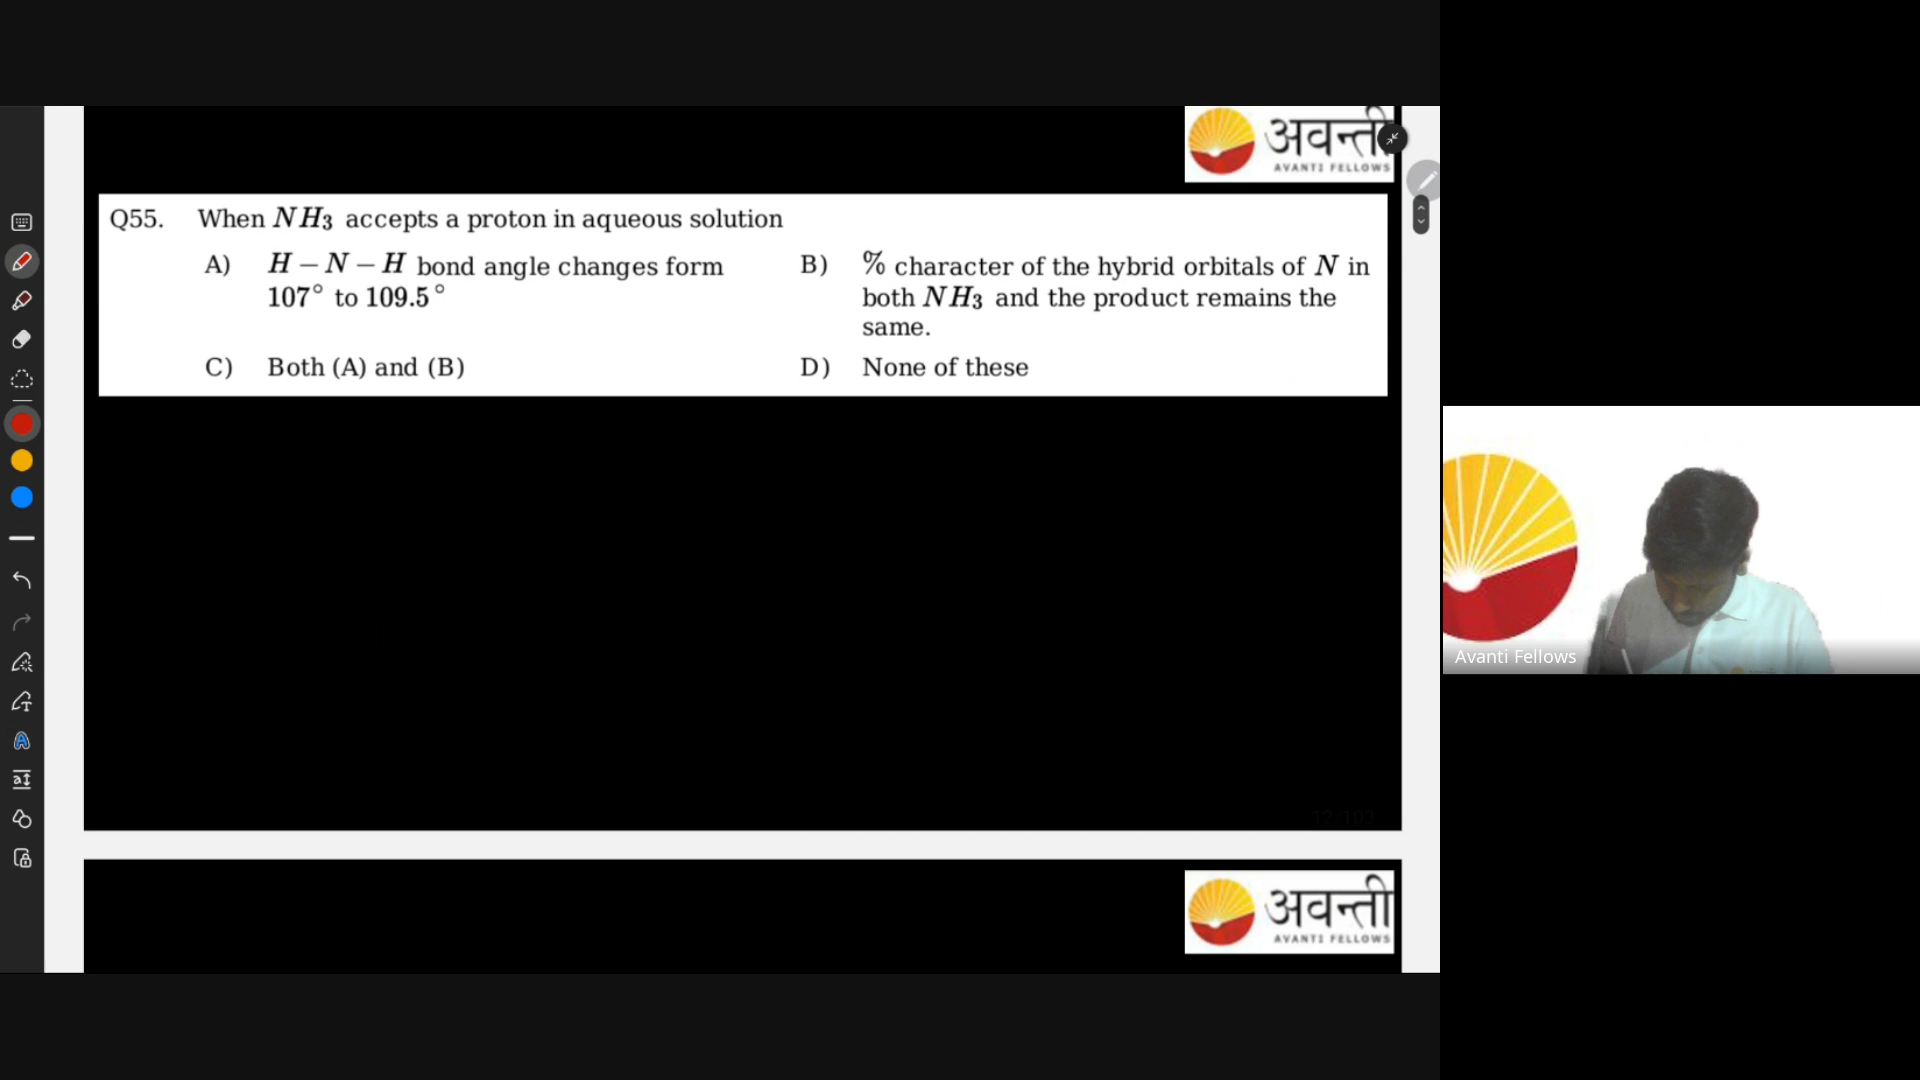 अवन्ती
AVANTI FELLOWS
Q55. When NH₃ accepts a proton in aqueous solution
A) H – N – H bond angle changes form
107° to 109.5°
B) % character of the hybrid orbitals of N in
both NH₃ and the product remains the
same.
C) Both (A) and (B)
D) None of these
12/103
Avanti Fellows
अवन्ती
AVANTI FELLOWS